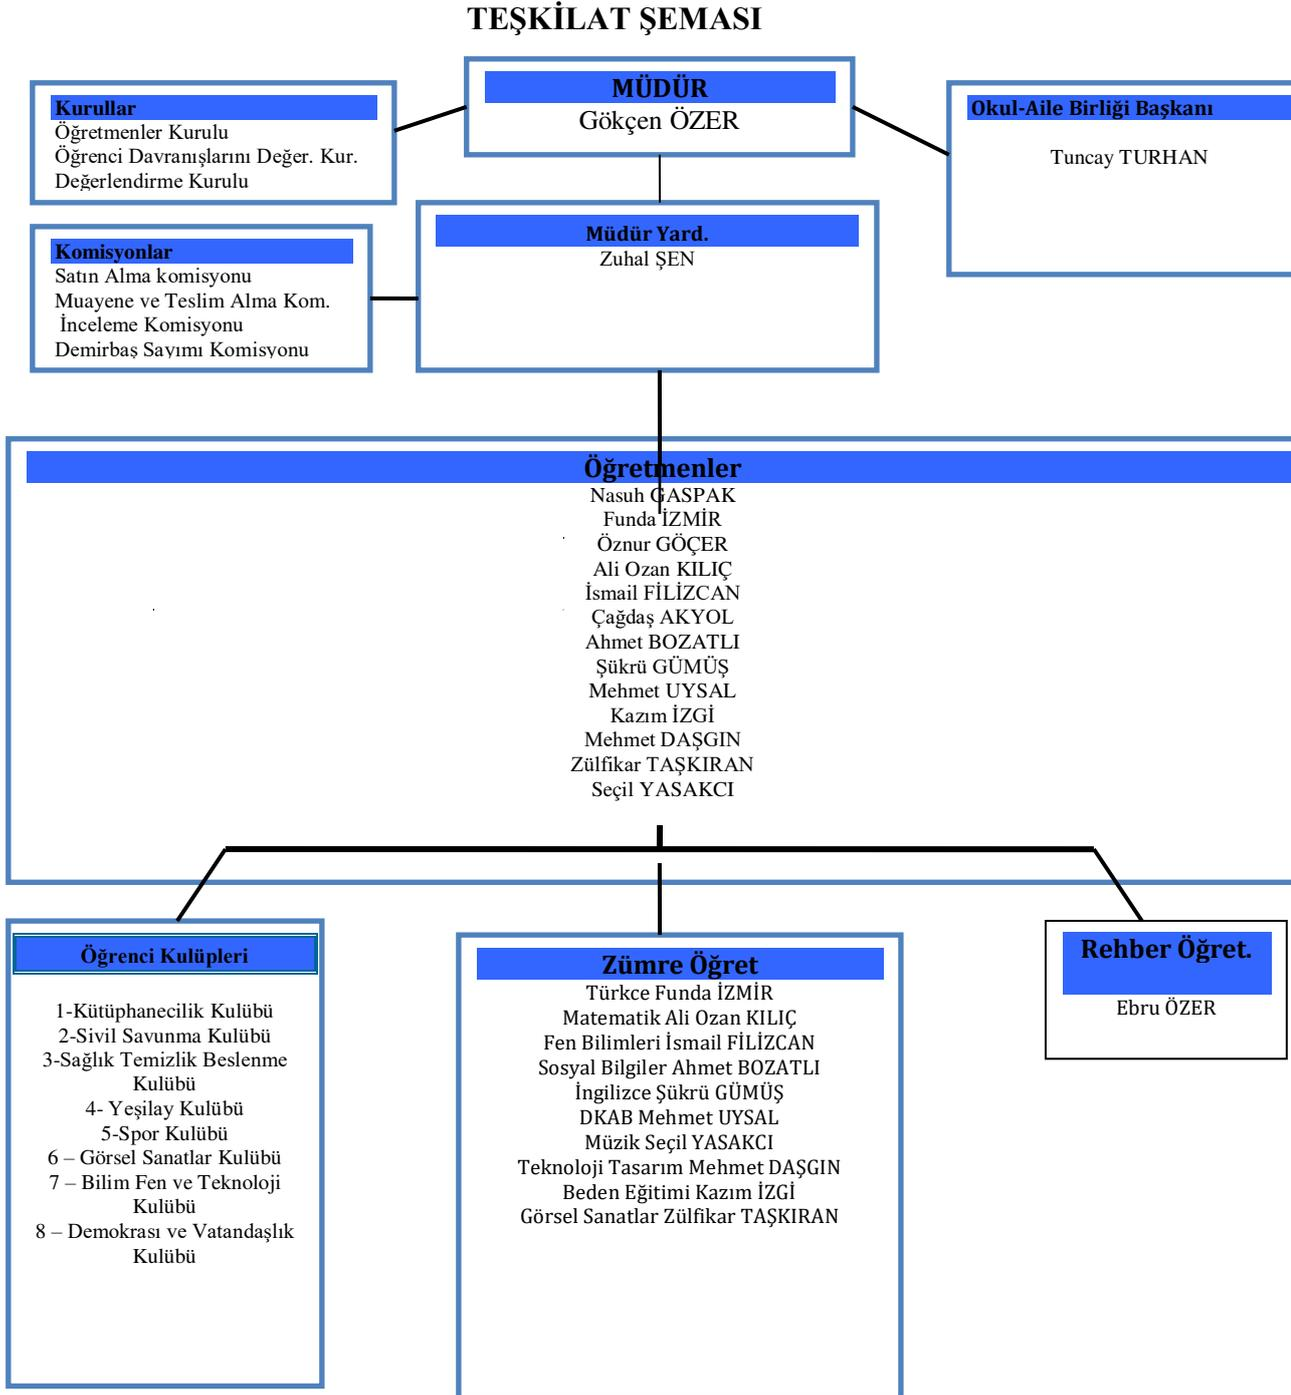 TEŞKİLAT ŞEMASI
MÜDÜR
Gökçen ÖZER
Kurullar
Öğretmenler Kurulu
Öğrenci Davranışlarını Değer. Kur.
Değerlendirme Kurulu
Okul-Aile Birliği Başkanı
Tuncay TURHAN
Müdür Yard.
Zuhal ŞEN
Komisyonlar
Satın Alma komisyonu
Muayene ve Teslim Alma Kom.
İnceleme Komisyonu
Demirbaş Sayımı Komisyonu
Öğretmenler
Nasuh GASPAK
Funda İZMİR
Öznur GÖÇER
Ali Ozan KILIÇ
İsmail FİLİZCAN
Çağdaş AKYOL
Ahmet BOZATLI
Şükrü GÜMÜŞ
Mehmet UYSAL
Kazım İZGİ
Mehmet DAŞGIN
Zülfikar TAŞKIRAN
Seçil YASAKCI
Öğrenci Kulüpleri
1-Kütüphanecilik Kulübü
2-Sivil Savunma Kulübü
3-Sağlık Temizlik Beslenme
Kulübü
4- Yeşilay Kulübü
5-Spor Kulübü
6 – Görsel Sanatlar Kulübü
7 – Bilim Fen ve Teknoloji
Kulübü
8 – Demokrası ve Vatandaşlık
Kulübü
Zümre Öğret
Türkce Funda İZMİR
Matematik Ali Ozan KILIÇ
Fen Bilimleri İsmail FİLİZCAN
Sosyal Bilgiler Ahmet BOZATLI
İngilizce Şükrü GÜMÜŞ
DKAB Mehmet UYSAL
Müzik Seçil YASAKCI
Teknoloji Tasarım Mehmet DAŞGIN
Beden Eğitimi Kazım İZGİ
Görsel Sanatlar Zülfikar TAŞKIRAN
Rehber Öğret.
Ebru ÖZER